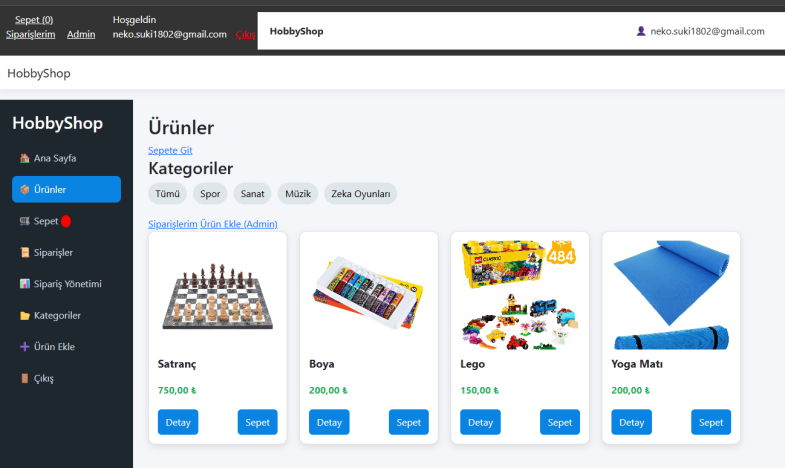 Sepet (0)
Siparişlerim Admin
Hoşgeldin
neko.suki1802@gmail.com Çıkış
HobbyShop
neko.suki1802@gmail.com
HobbyShop
HobbyShop
Ana Sayfa
Ürünler
Sepet
Siparişler
Sipariş Yönetimi
Kategoriler
Ürün Ekle
Çıkış
Ürünler
Sepete Git
Kategoriler
Tümü Spor Sanat Müzik Zeka Oyunları
Siparişlerim Ürün Ekle (Admin)
CLASSIC
484
Satranç Boya Lego Yoga Matı
750,00 ₺ 200,00 ₺ 150,00 ₺ 200,00 ₺
Detay Sepet Detay Sepet Detay Sepet Detay Sepet